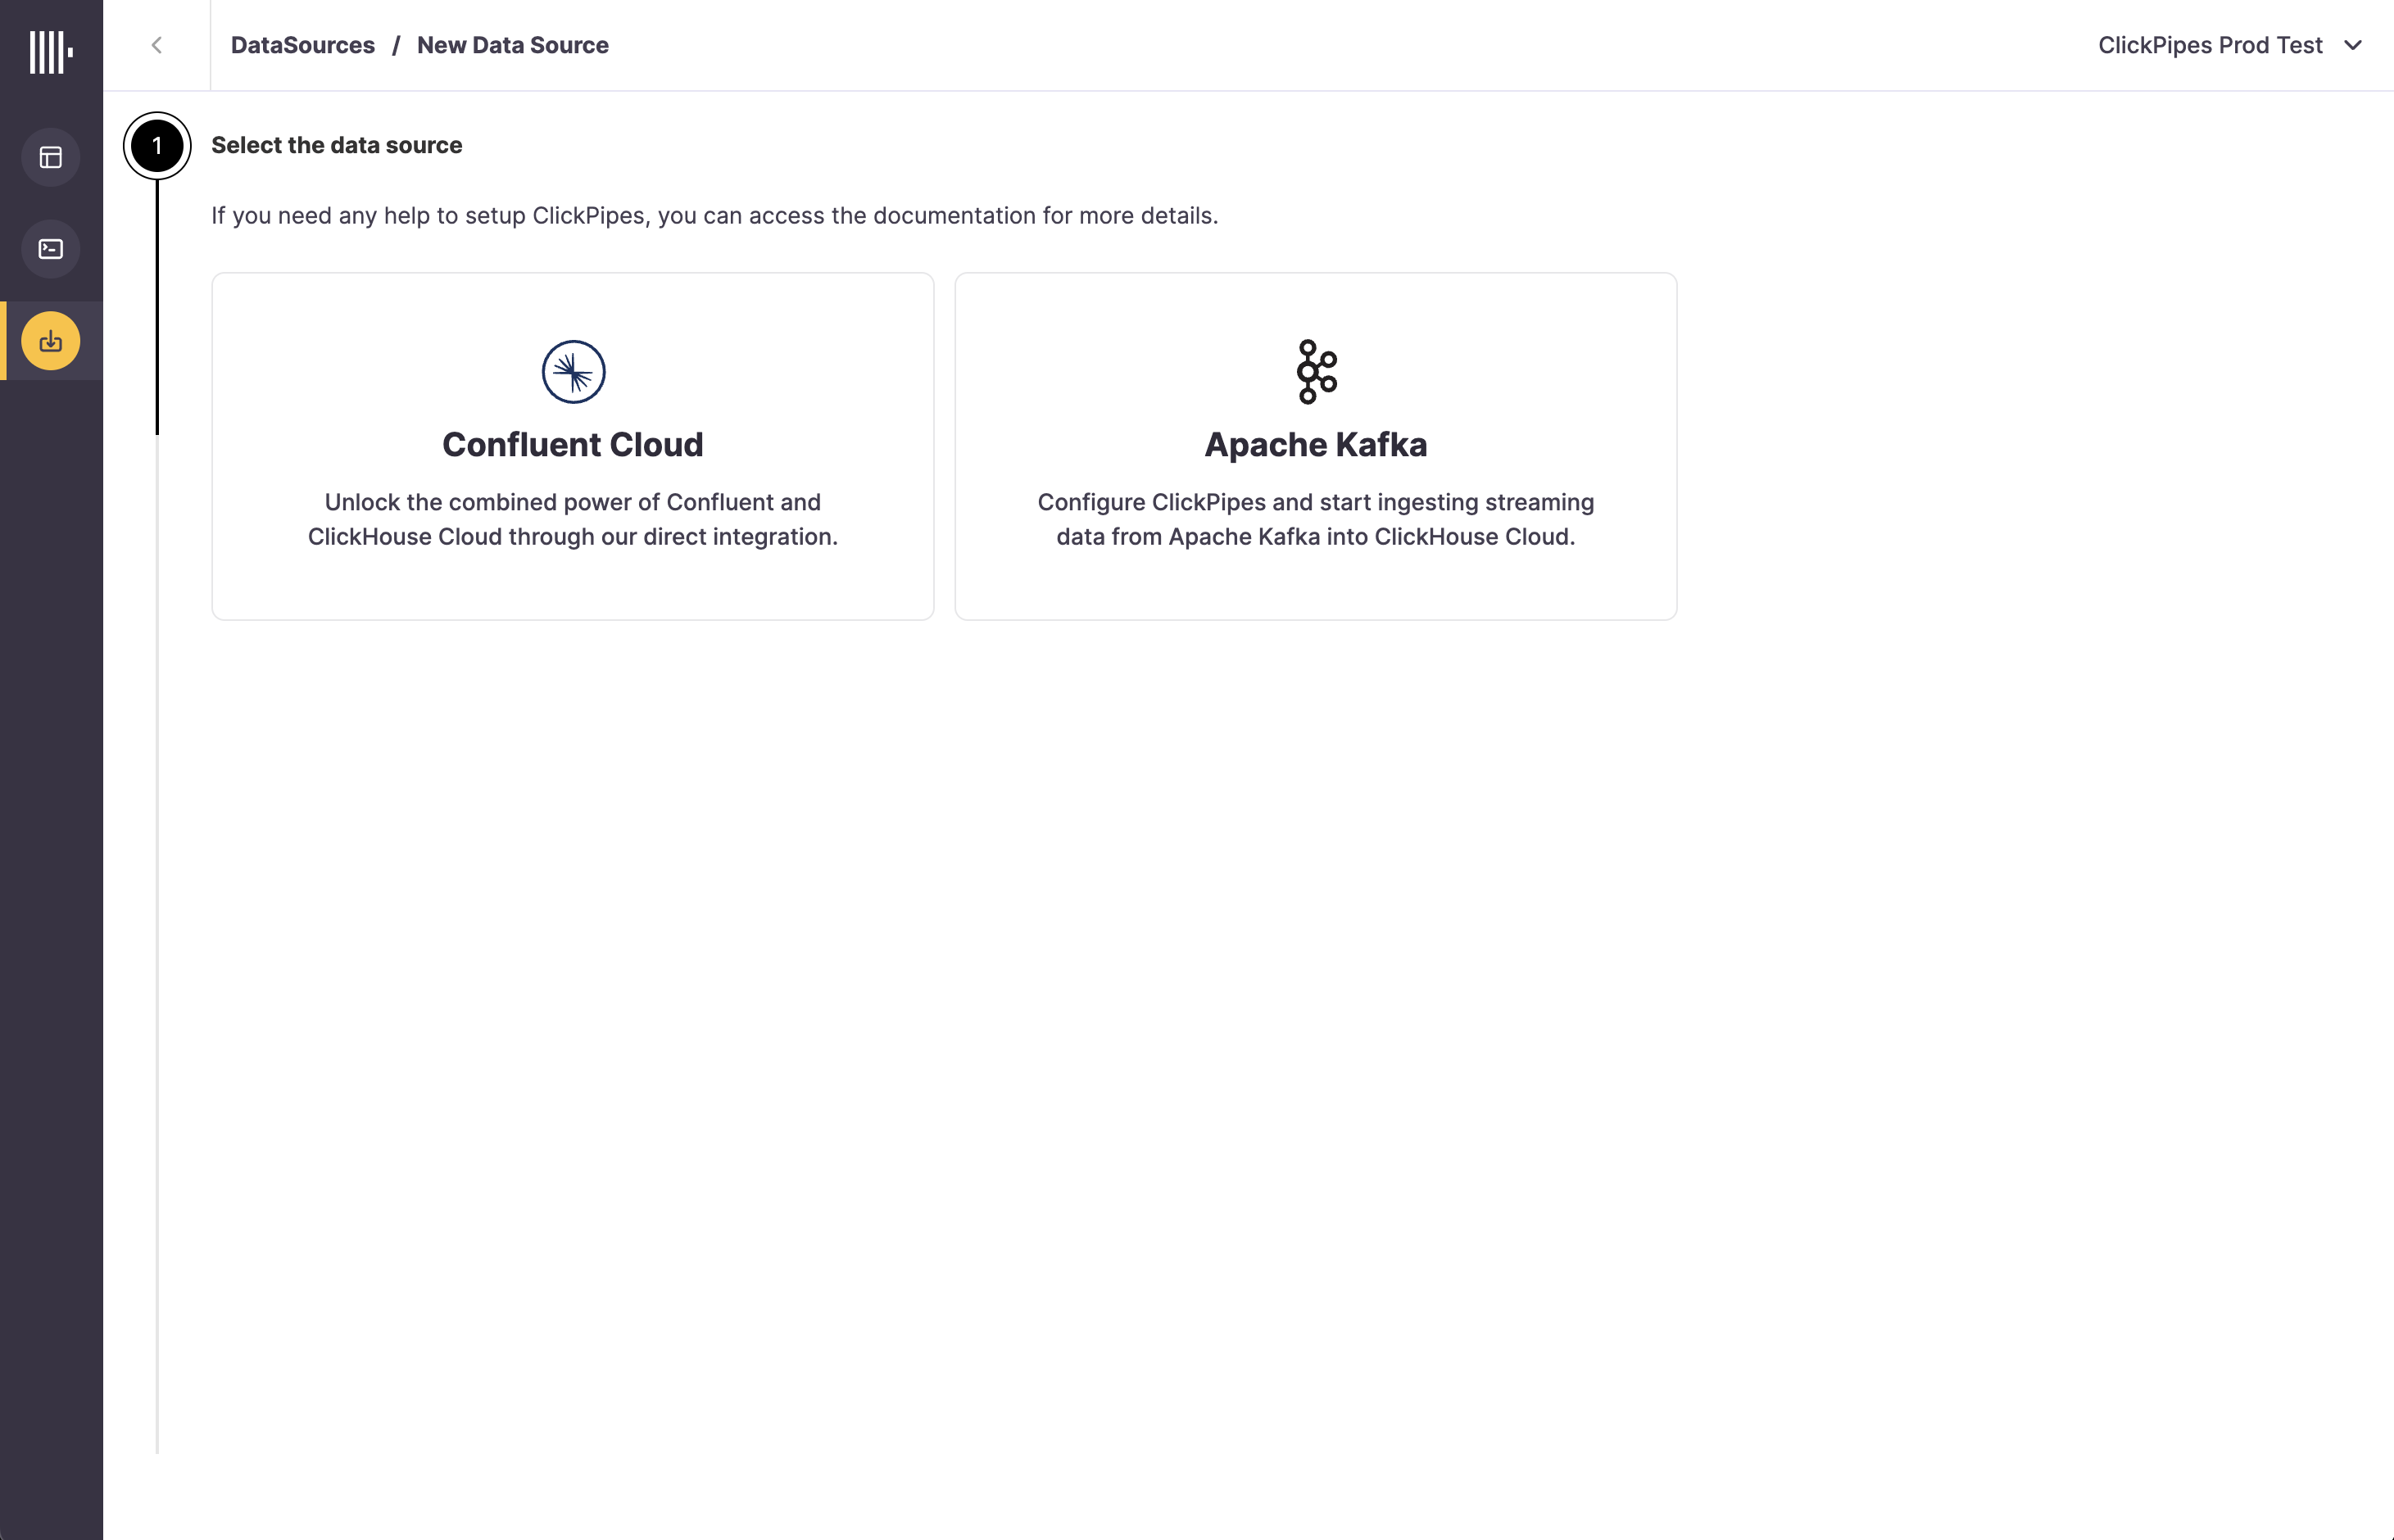 DataSources / New Data Source
ClickPipes Prod Test
1
Select the data source
If you need any help to setup ClickPipes, you can access the documentation for more details.
Confluent Cloud
Unlock the combined power of Confluent and
ClickHouse Cloud through our direct integration.
Apache Kafka
Configure ClickPipes and start ingesting streaming
data from Apache Kafka into ClickHouse Cloud.